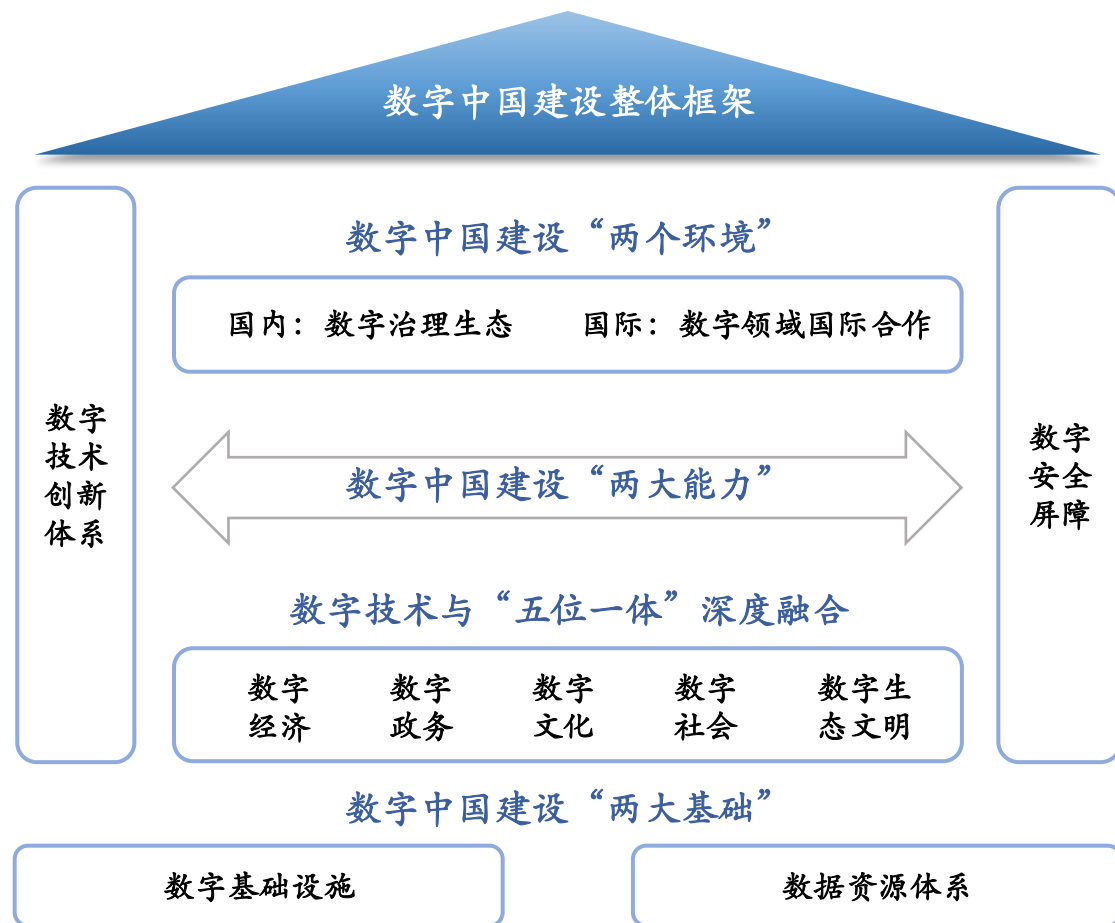 数字中国建设整体框架
数字中国建设“两个环境”
国内：数字治理生态 国际：数字领域国际合作
数字
技术
创新
体系
数字中国建设“两大能力”
数字
安全
屏障
数字技术与“五位一体”深度融合
数字 数字 数字 数字 数字生
经济 政务 文化 社会 态文明
数字中国建设“两大基础”
数字基础设施 数据资源体系